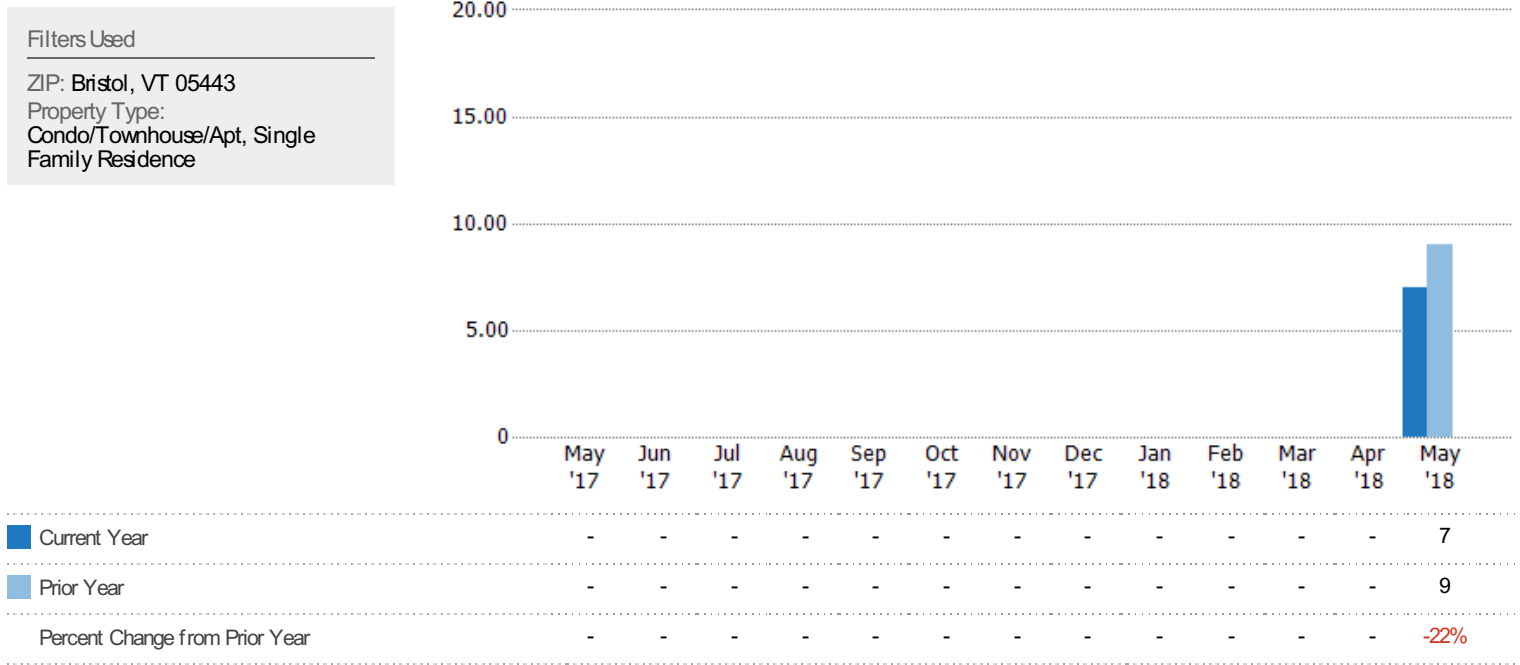 Filters Used
ZIP: Bristol, VT 05443
Property Type:
Condo/Townhouse/Apt, Single
Family Residence
20.00
15.00
10.00
5.00
0
May Jun Jul Aug Sep Oct Nov Dec Jan Feb Mar Apr May
'17 '17 '17 '17 '17 '17 '17 '17 '18 '18 '18 '18 '18
Current Year - - - - - - - - - - - - 7
Prior Year - - - - - - - - - - - - 9
Percent Change from Prior Year - - - - - - - - - - - - -22%